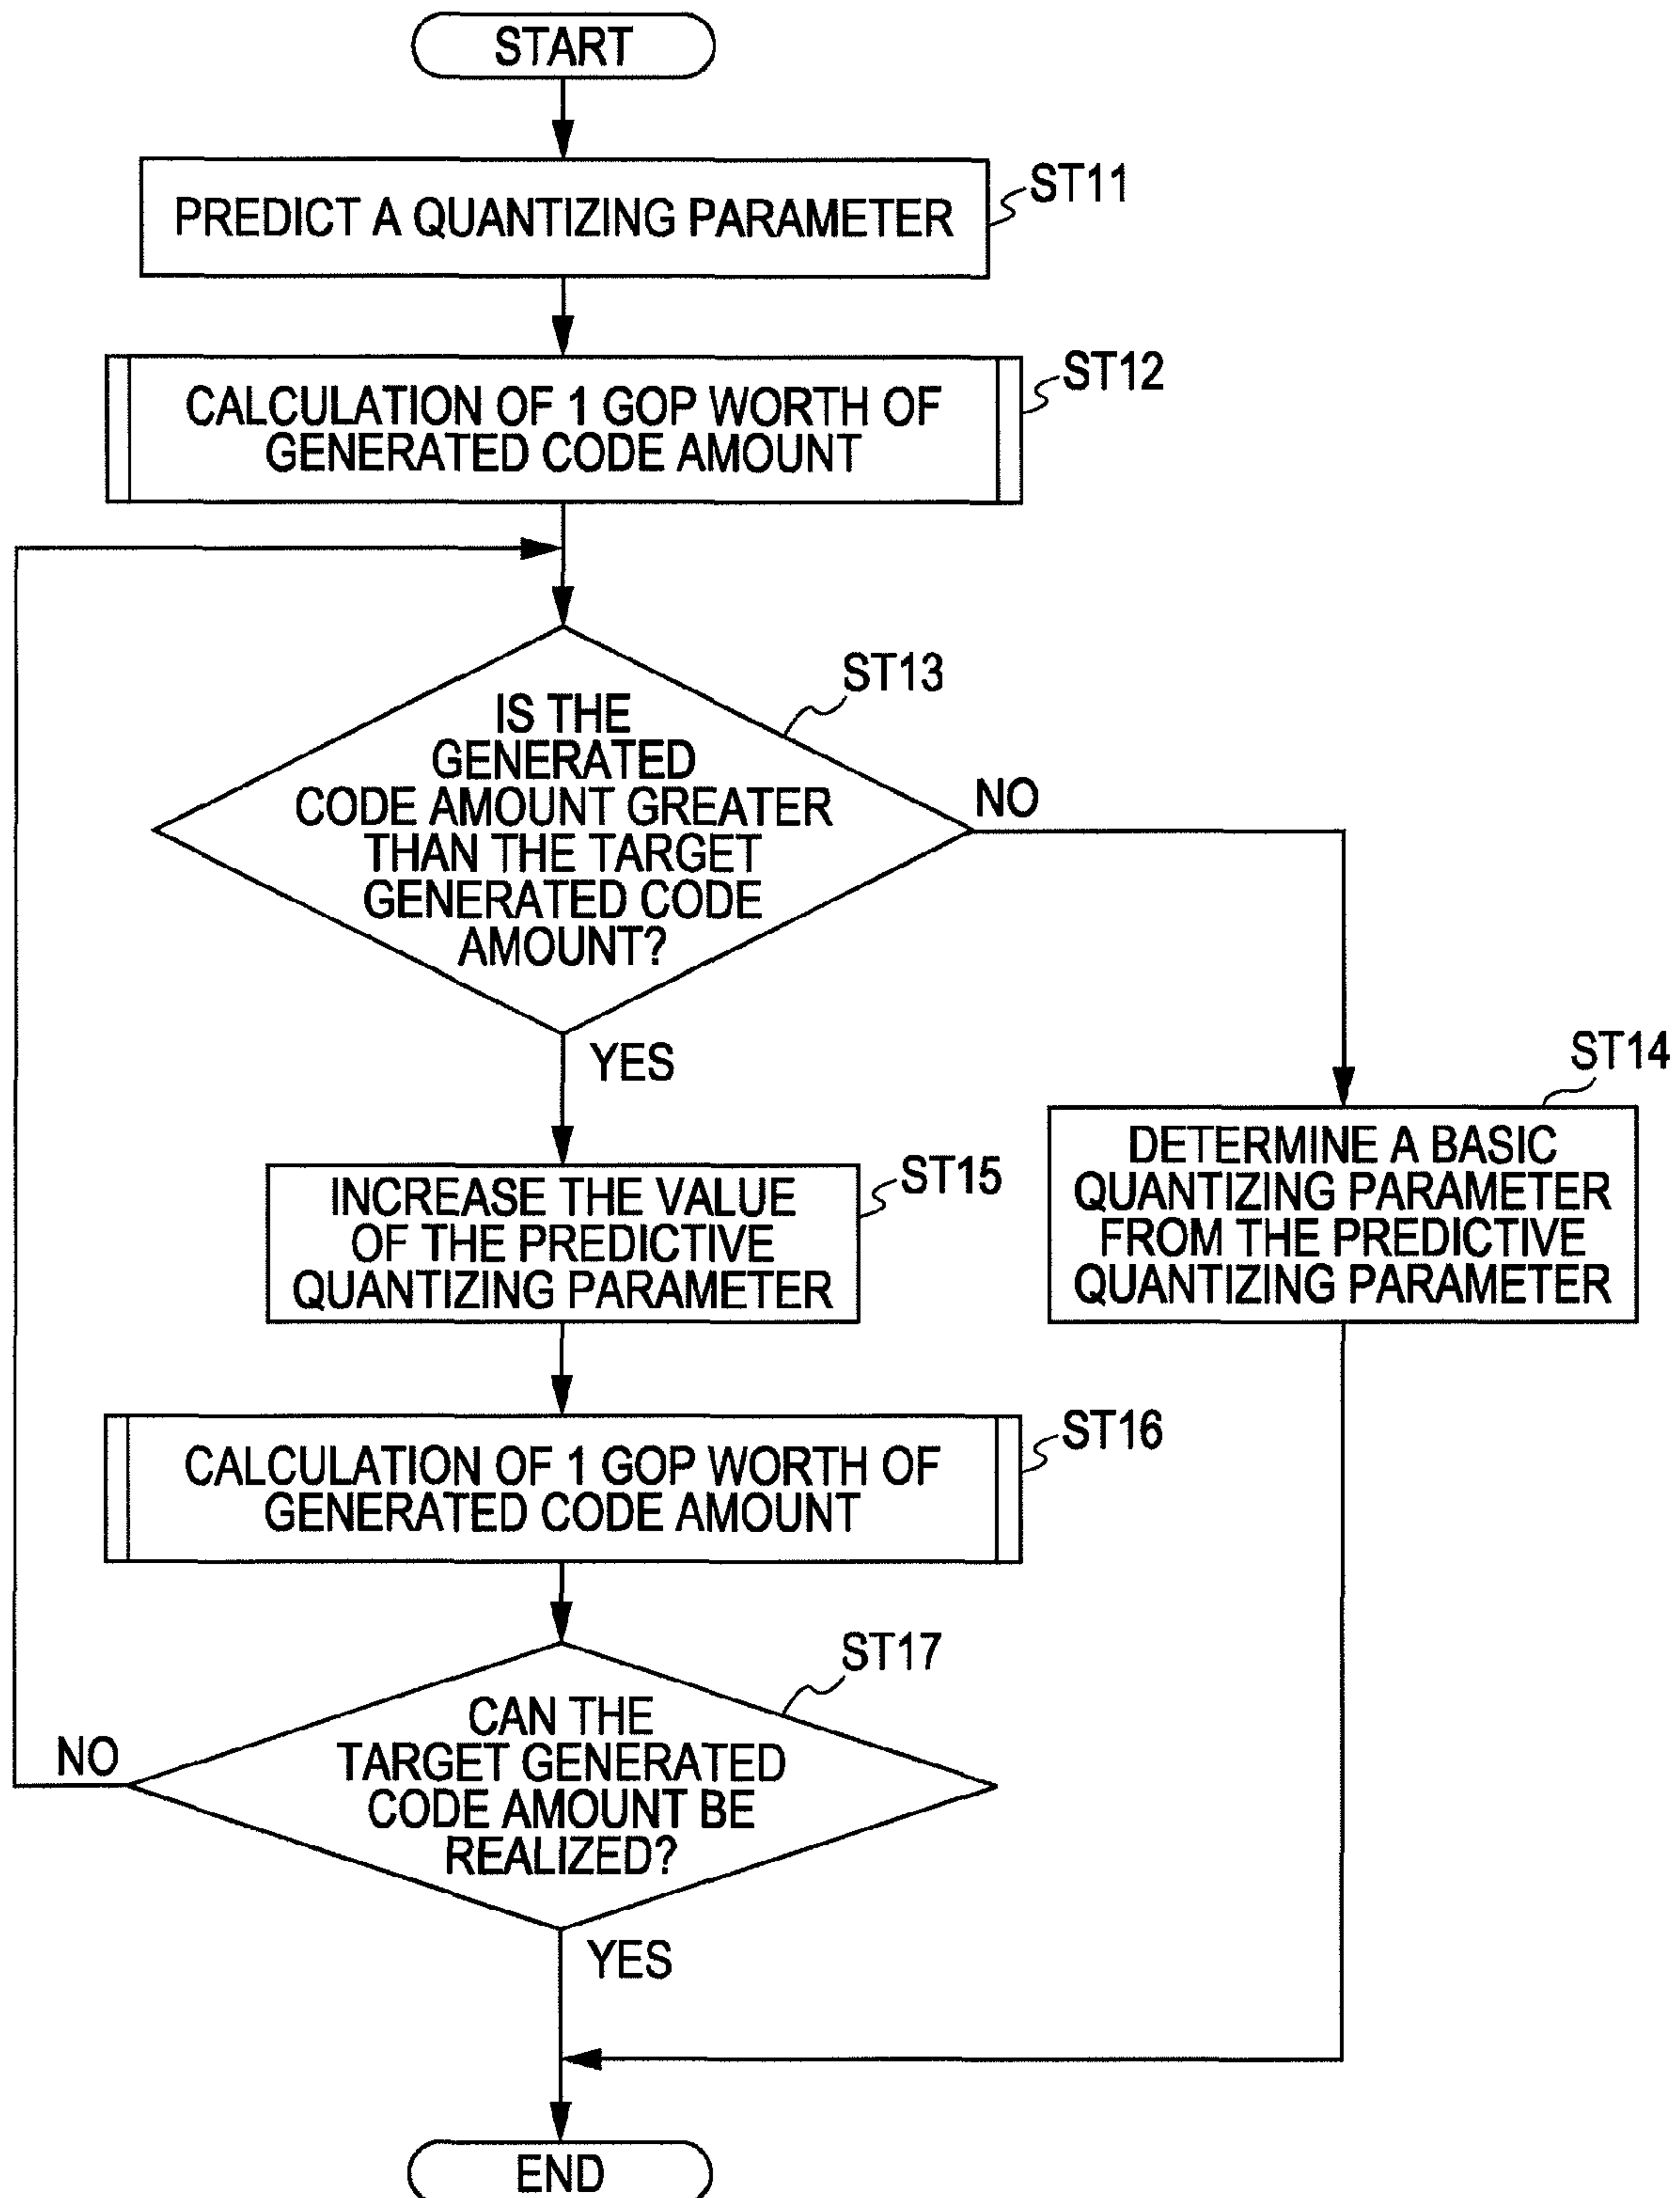 START
PREDICT A QUANTIZING PARAMETER
ST11
CALCULATION OF 1 GOP WORTH OF
GENERATED CODE AMOUNT
ST12
IS THE
GENERATED
CODE AMOUNT GREATER
THAN THE TARGET
GENERATED CODE
AMOUNT?
ST13
NO
YES
ST14
DETERMINE A BASIC
QUANTIZING PARAMETER
FROM THE PREDICTIVE
QUANTIZING PARAMETER
INCREASE THE VALUE
OF THE PREDICTIVE
QUANTIZING PARAMETER
ST15
CALCULATION OF 1 GOP WORTH OF
GENERATED CODE AMOUNT
ST16
CAN THE
TARGET GENERATED
CODE AMOUNT BE
REALIZED?
ST17
NO
YES
END